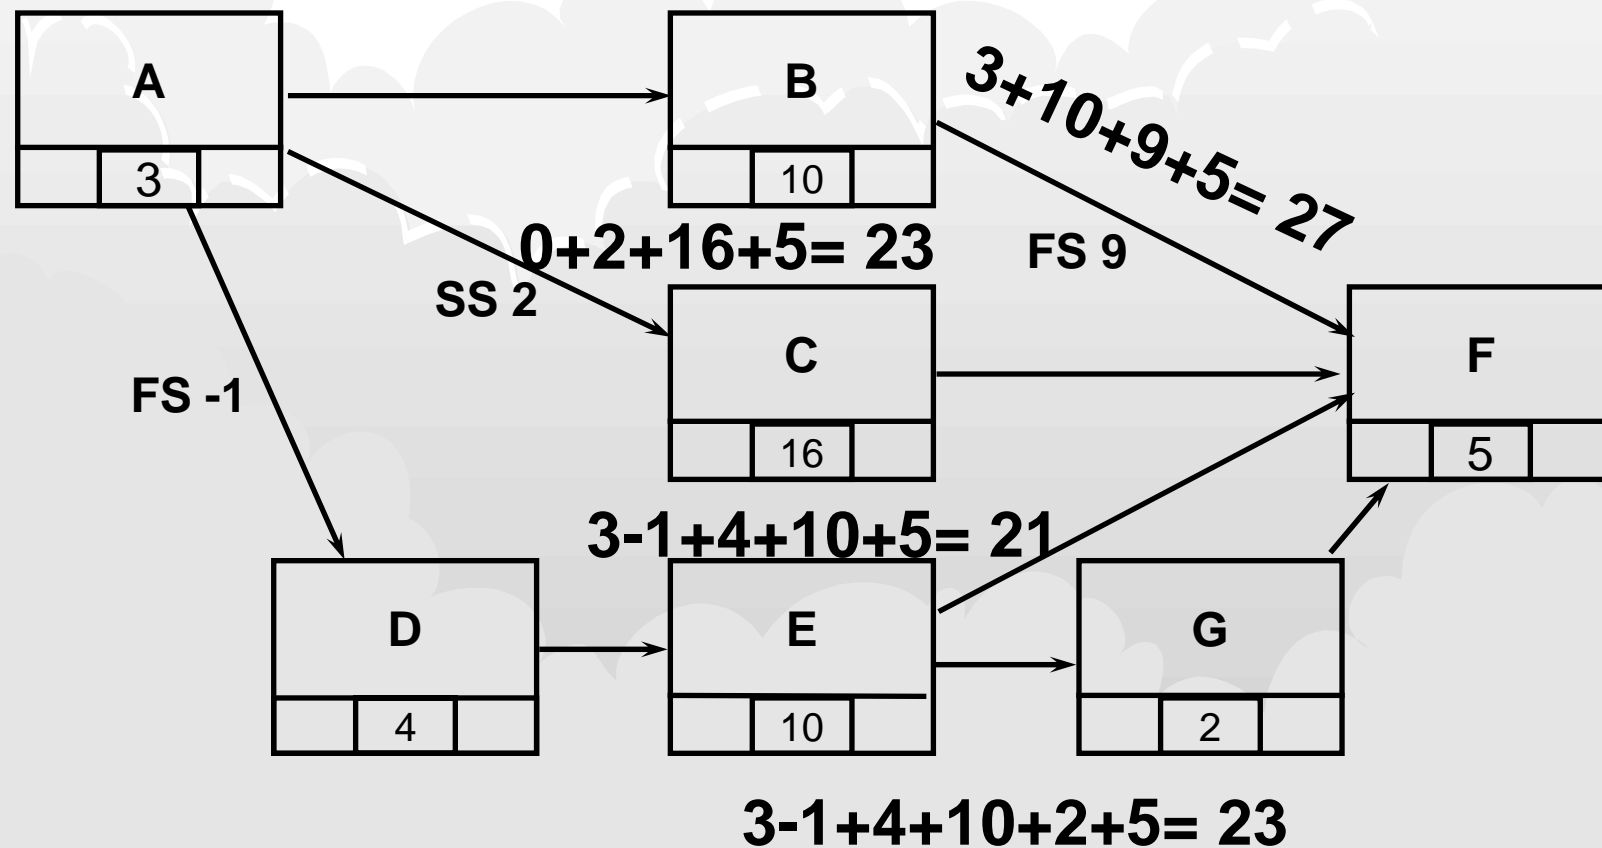 A
3
B
10
3+10+9+5= 27
0+2+16+5= 23
FS 9
SS 2
C
16
F
5
FS -1
3-1+4+10+5= 21
D
4
E
10
G
2
3-1+4+10+2+5= 23